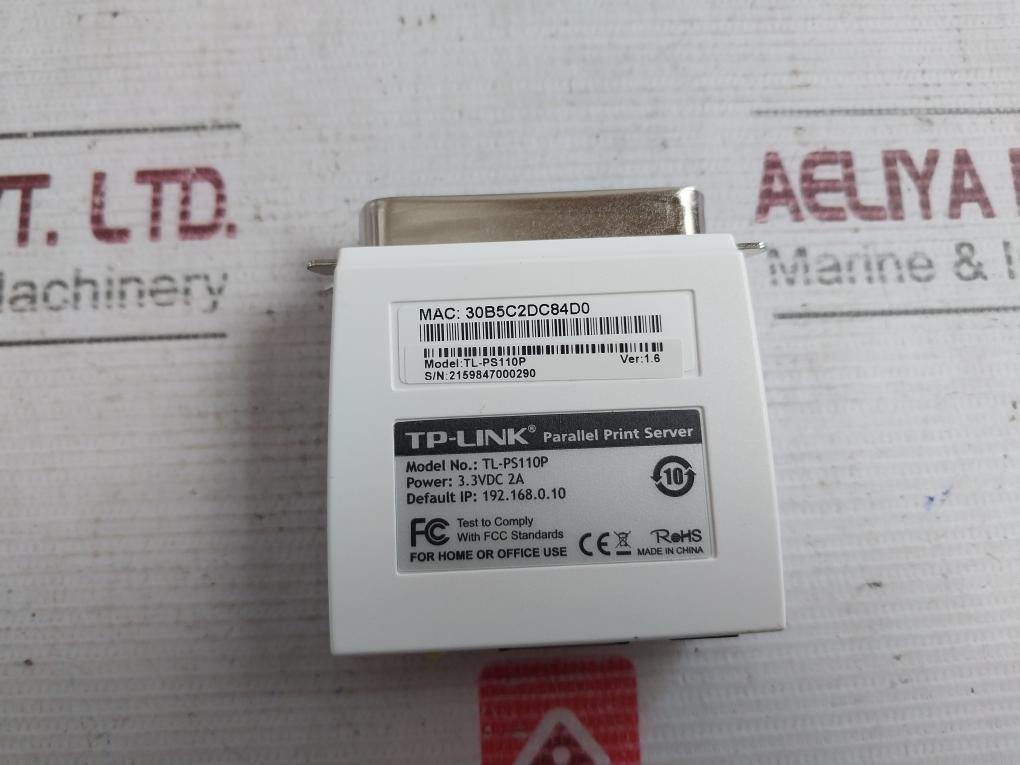 VT. LTD.
Machinery
AELIYA
Marine & I
MAC: 30B5C2DC84D0
Model:TL-PS110P Ver:1.6
S/N:2159847000290
TP-LINK® Parallel Print Server
Model No.: TL-PS110P
Power: 3.3VDC 2A
Default IP: 192.168.0.10
10
FC Test to Comply
With FCC Standards
FOR HOME OR OFFICE USE
CE RoHS
MADE IN CHINA